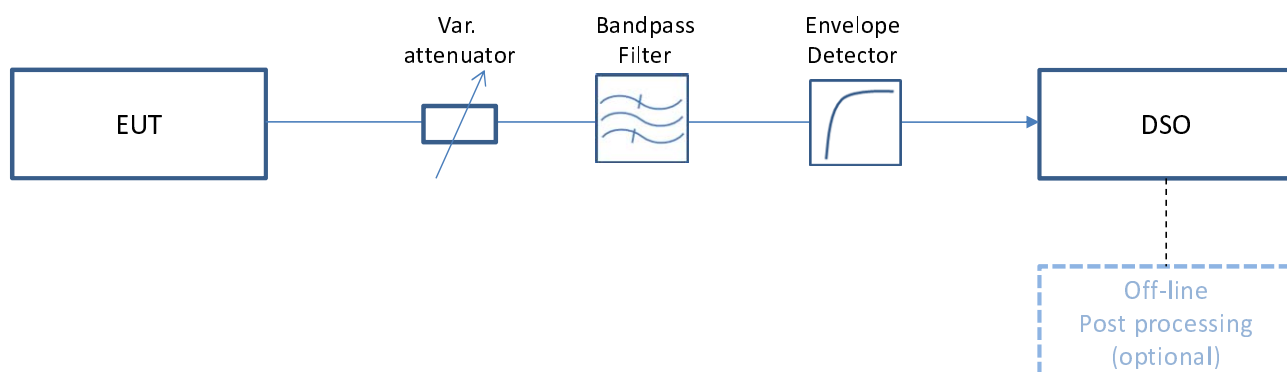 Var.
attenuator
Bandpass
Filter
Envelope
Detector
EUT
DSO
Off-line
Post processing
(optional)